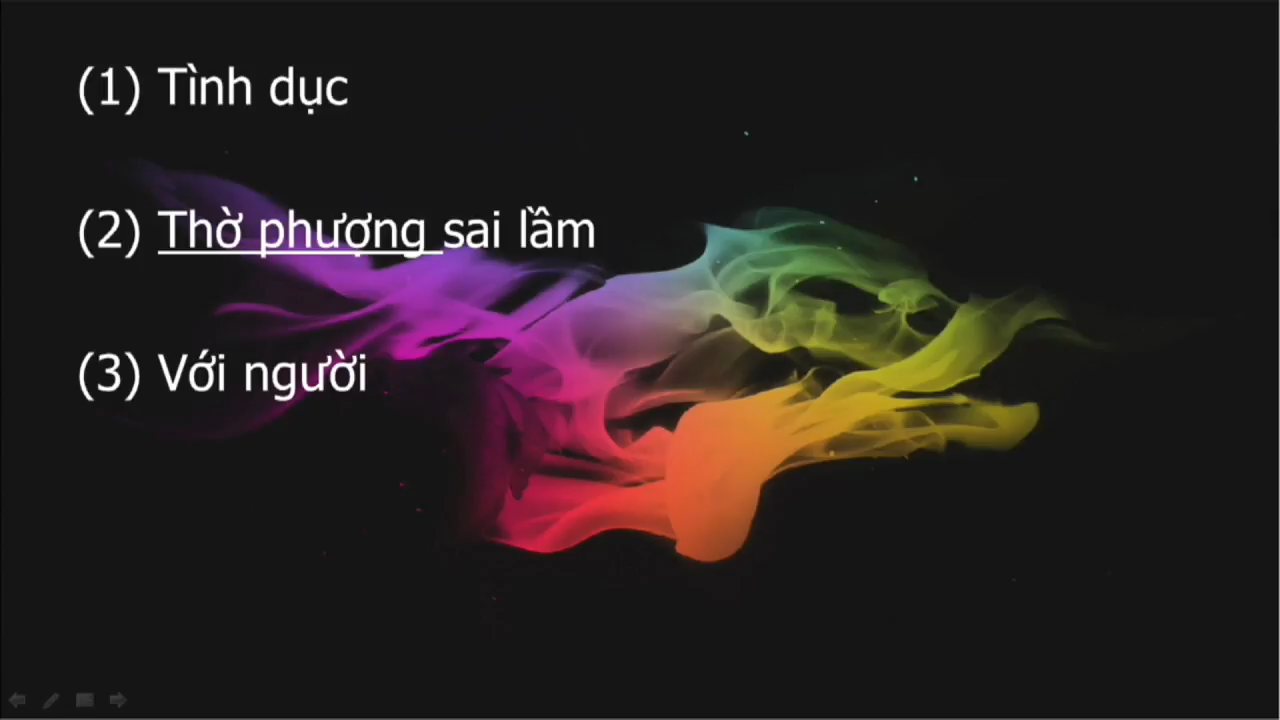 (1) Tình dục
(2) Thờ phượng sai lầm
(3) Với người